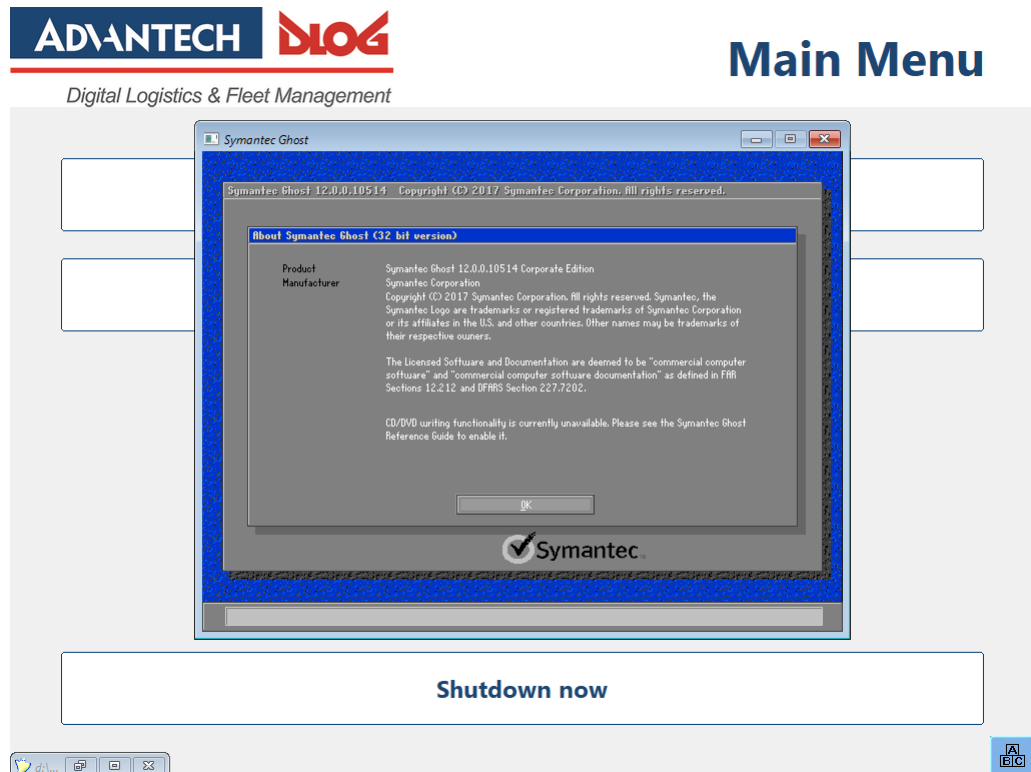 ADVANTECH DLOG
Main Menu
Digital Logistics & Fleet Management
Symantec Ghost
Symantec Ghost 12.0.0.10514 Copyright (C) 2017 Symantec Corporation. All rights reserved.
About Symantec Ghost (32 bit version)
Product Symantec Ghost 12.0.0.10514 Corporate Edition
Manufacturer Symantec Corporation
Copyright (C) 2017 Symantec Corporation. All rights reserved. Symantec, the
Symantec Logo are trademarks or registered trademarks of Symantec Corporation
or its affiliates in the U.S. and other countries. Other names may be trademarks of
their respective owners.
The Licensed Software and Documentation are deemed to be "commercial computer
software" and "commercial computer software documentation" as defined in FAR
Sections 12.212 and DFARS Section 227.7202.
CD/DVD writing functionality is currently unavailable. Please see the Symantec Ghost
Reference Guide to enable it.
OK
Symantec
Shutdown now
d:\...
A
B C